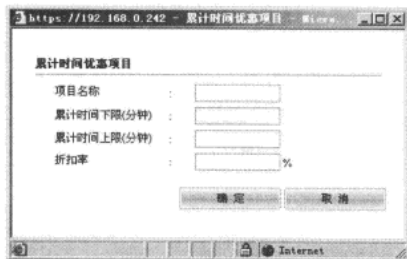 https://192.168.0.242 - 累计时间优惠项目 - Micro
累计时间优惠项目
项目名称 :
累计时间下限(分钟) :
累计时间上限(分钟) :
折扣率 : %
确 定 取 消
Internet